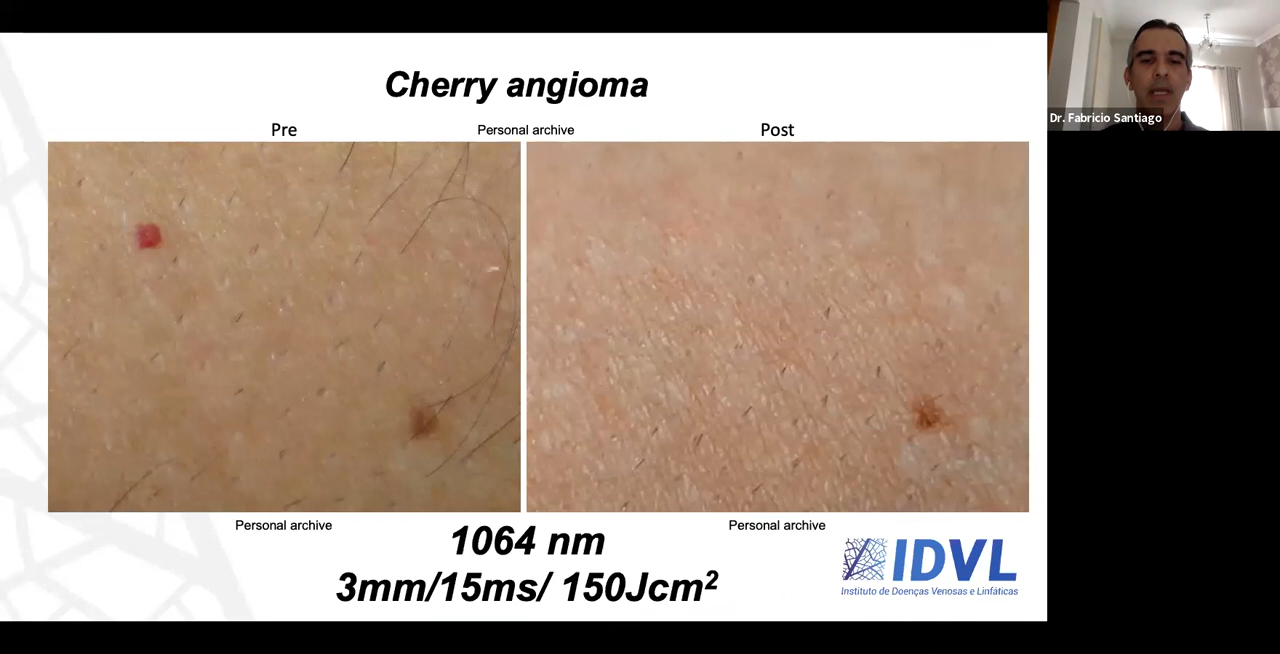 Cherry angioma
Pre
Personal archive
Post
Dr. Fabricio Santiago
Personal archive
Personal archive
1064 nm
3mm/15ms/ 150Jcm²
IDVL
Instituto de Doenças Venosas e Linfáticas